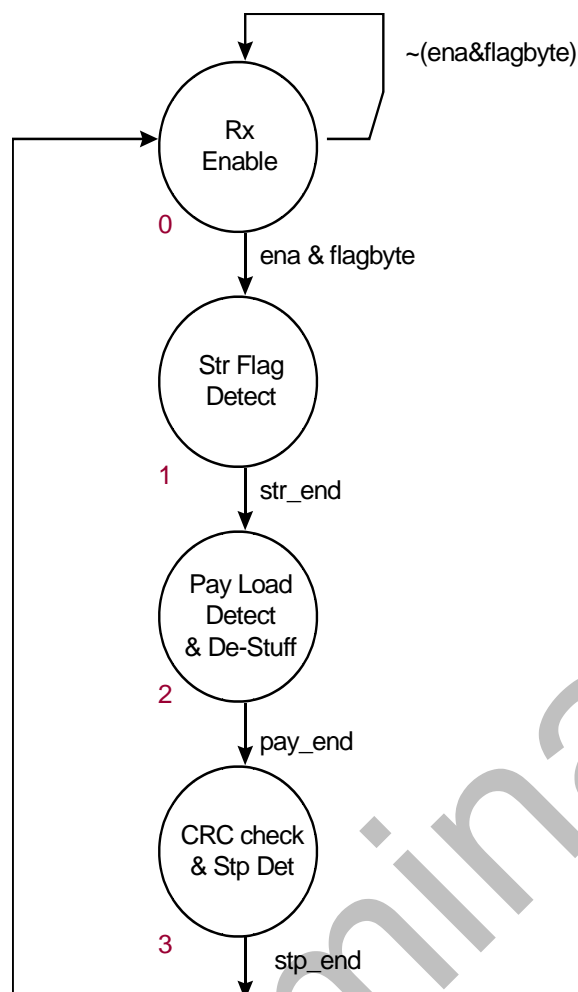 ~(ena&flagbyte)
Rx
Enable
0
ena & flagbyte
Str Flag
Detect
1
str_end
Pay Load
Detect
& De-Stuff
2
pay_end
CRC check
& Stp Det
3
stp_end
mina